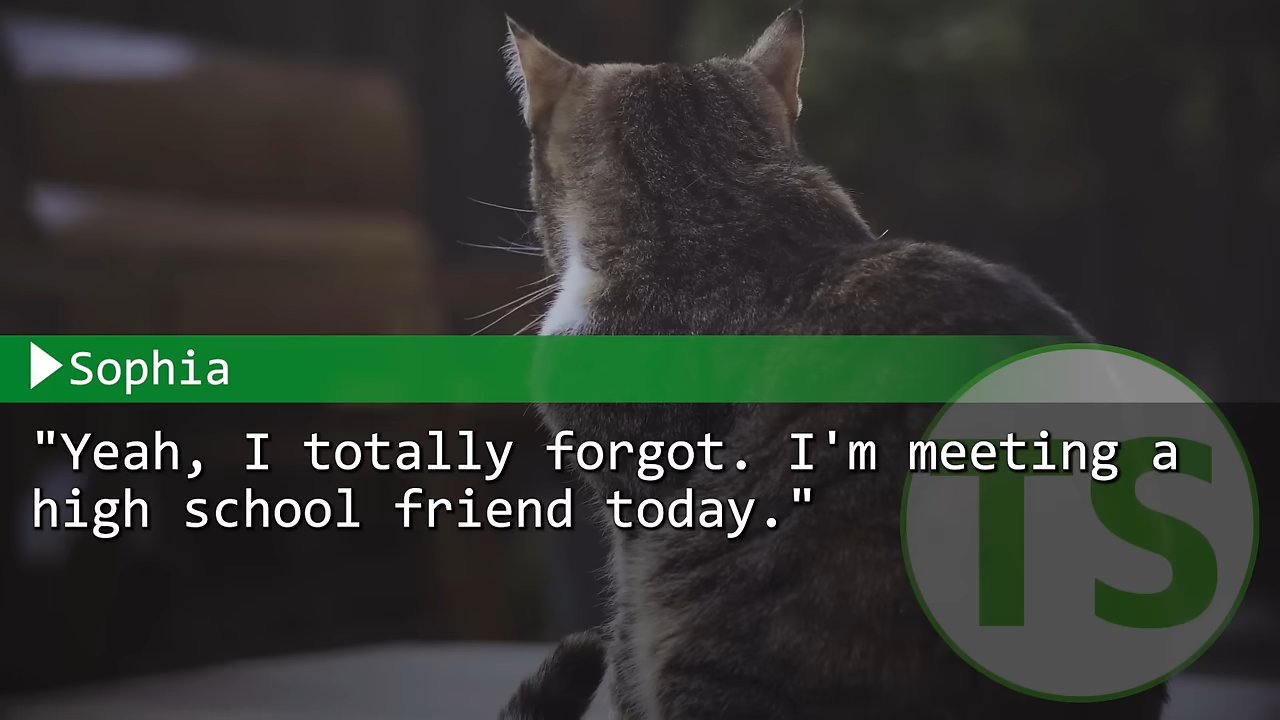 Sophia
"Yeah, I totally forgot. I'm meeting a
high school friend today."
TS